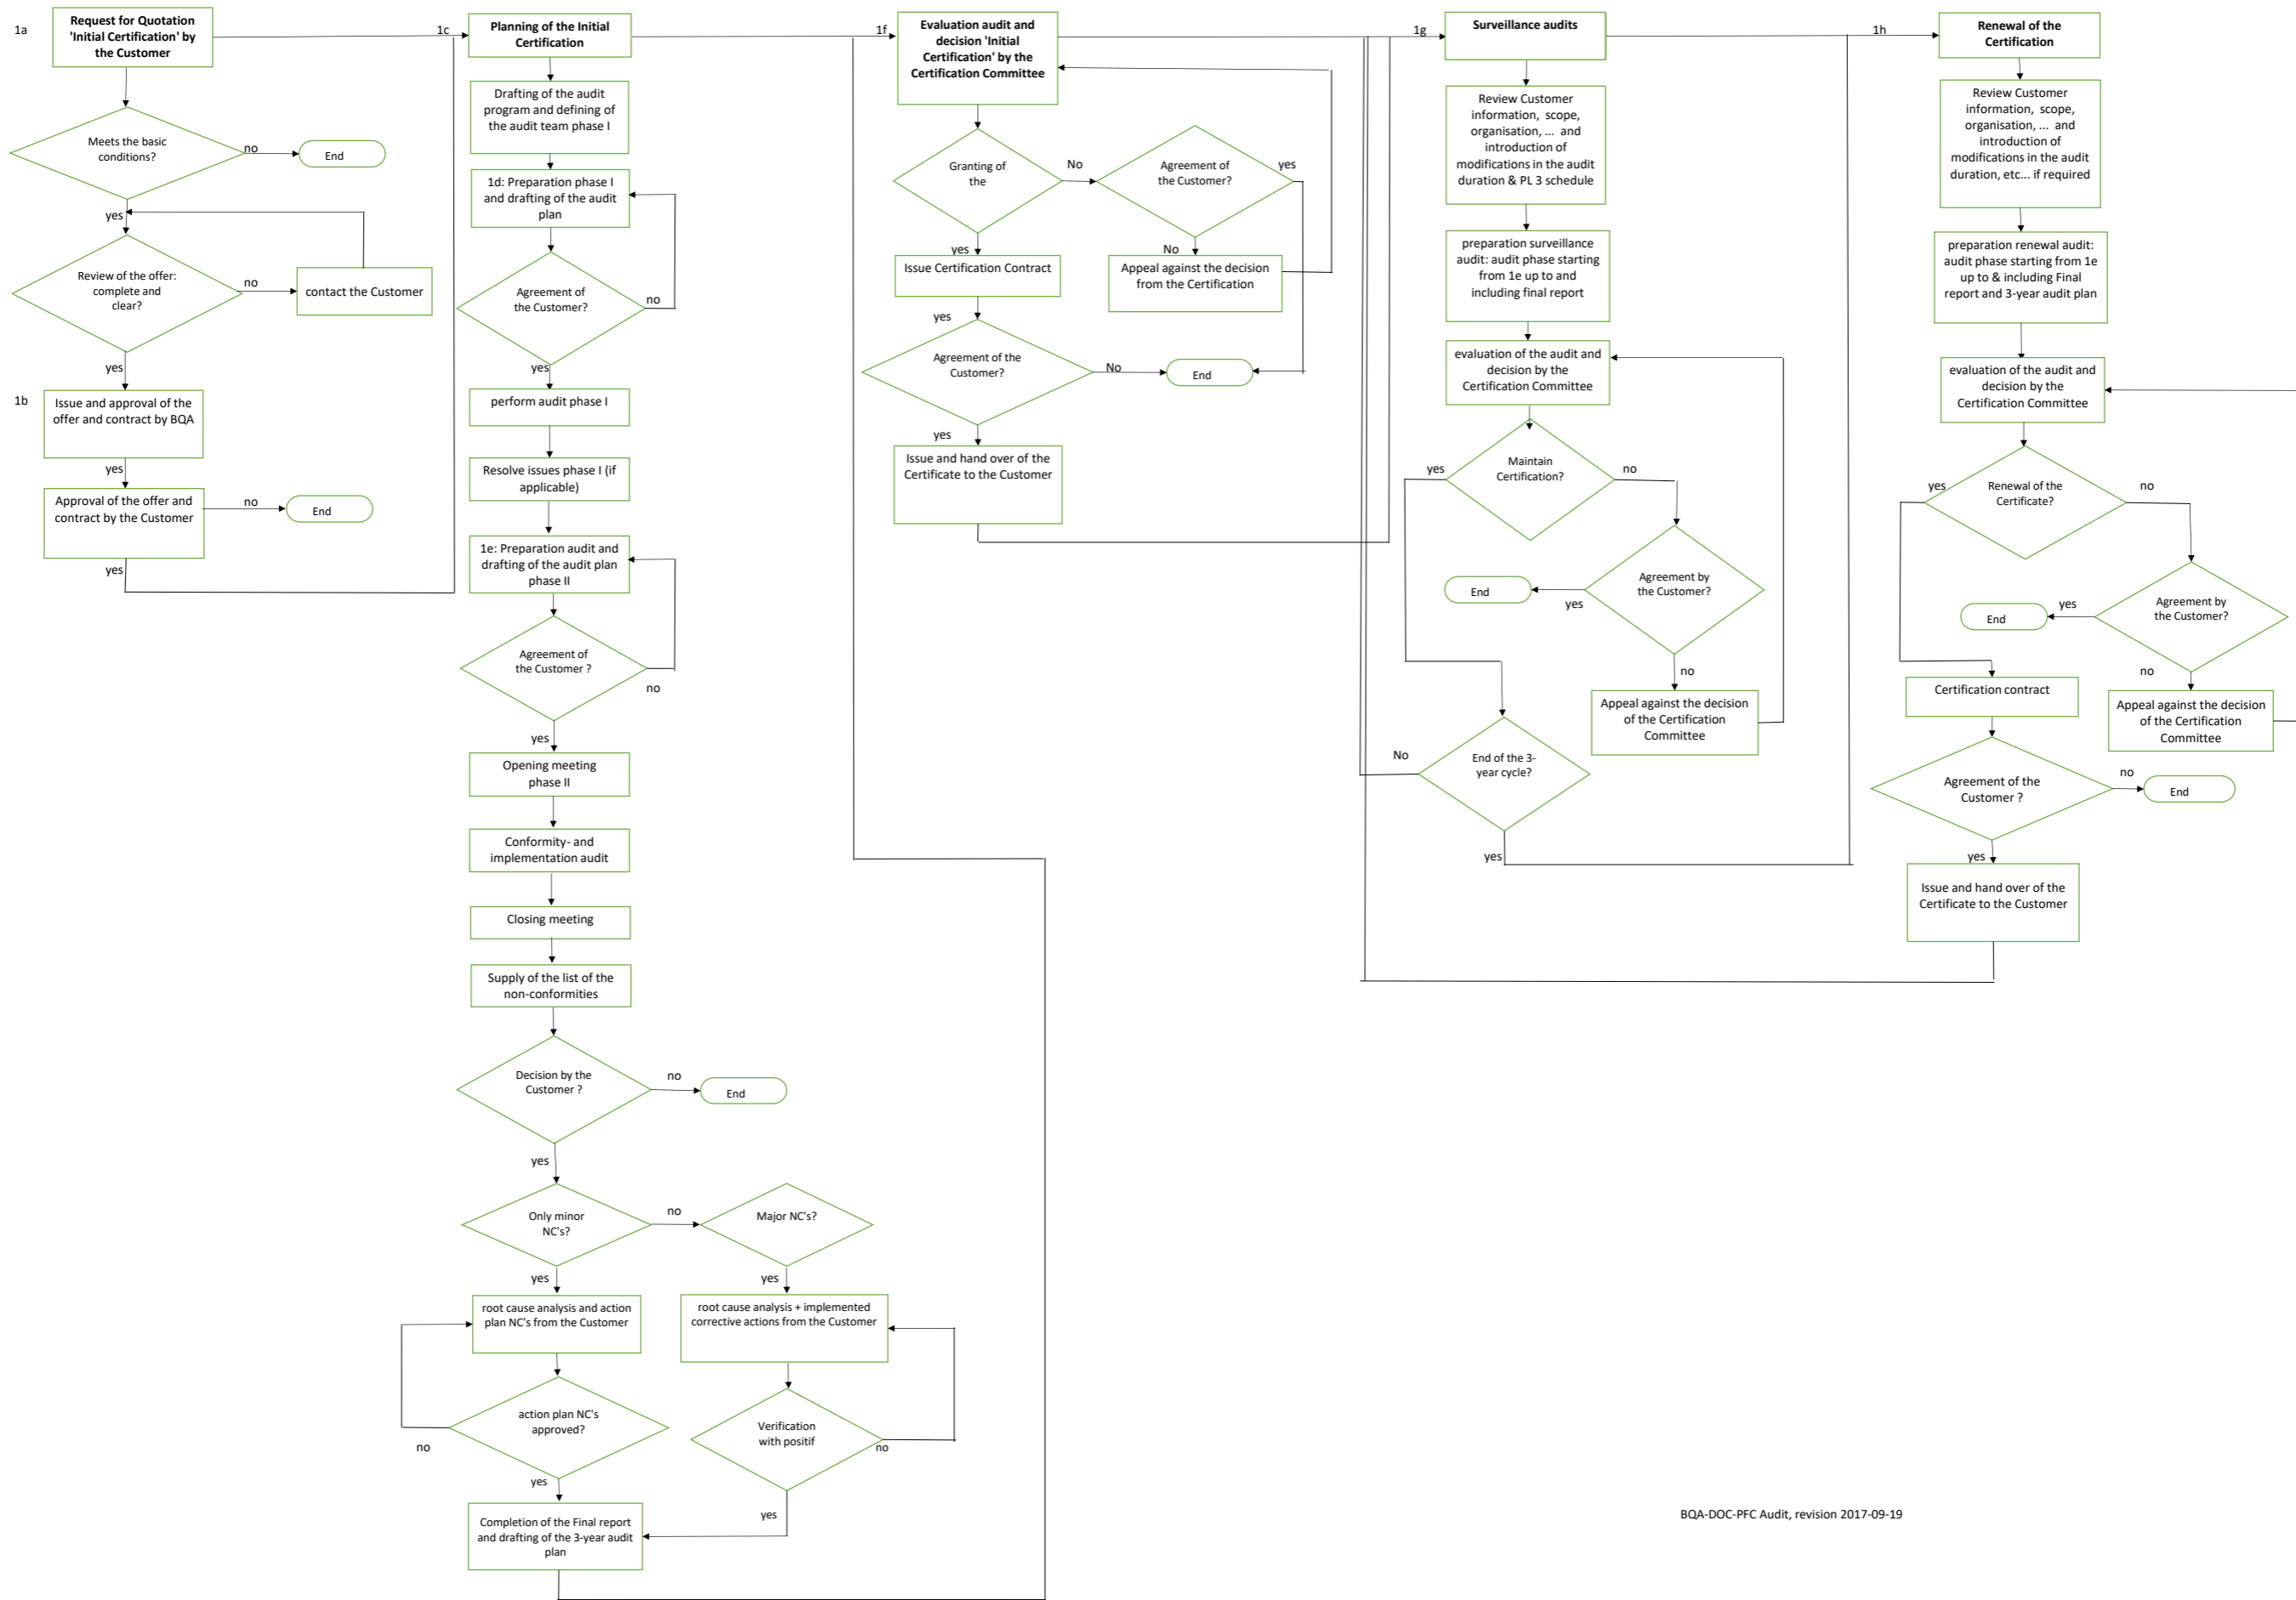 1a
Request for Quotation
'Initial Certification' by
the Customer
Meets the basic
conditions?
no
End
yes
Review of the offer:
complete and
clear?
no
contact the Customer
yes
1b
Issue and approval of the
offer and contract by BQA
yes
Approval of the offer and
contract by the Customer
no
End
yes
1c
Planning of the Initial
Certification
Drafting of the audit
program and defining of
the audit team phase I
1d: Preparation phase I
and drafting of the audit
plan
Agreement of
the Customer?
no
yes
perform audit phase I
Resolve issues phase I (if
applicable)
1e: Preparation audit and
drafting of the audit plan
phase II
Agreement of
the Customer ?
no
yes
Opening meeting
phase II
Conformity- and
implementation audit
Closing meeting
Supply of the list of the
non-conformities
Decision by the
Customer ?
no
End
yes
Only minor
NC's?
no
Major NC's?
yes
yes
root cause analysis and action
plan NC's from the Customer
root cause analysis + implemented
corrective actions from the Customer
action plan NC's
approved?
no
Verification
with positif
no
yes
yes
Completion of the Final report
and drafting of the 3-year audit
plan
1f
Evaluation audit and
decision 'Initial
Certification' by the
Certification Committee
Granting of
the
No
Agreement of
the Customer?
yes
yes
No
Issue Certification Contract
Appeal against the decision
from the Certification
yes
Agreement of the
Customer?
No
End
yes
Issue and hand over of the
Certificate to the Customer
1g
Surveillance audits
Review Customer
information, scope,
organisation, ... and
introduction of
modifications in the audit
duration & PL 3 schedule
preparation surveillance
audit: audit phase starting
from 1e up to and
including final report
evaluation of the audit and
decision by the
Certification Committee
yes
Maintain
Certification?
no
End
yes
Agreement by
the Customer?
no
Appeal against the decision
of the Certification
Committee
No
End of the 3-
year cycle?
yes
1h
Renewal of the
Certification
Review Customer
information, scope,
organisation, ... and
introduction of
modifications in the audit
duration, etc... if required
preparation renewal audit:
audit phase starting from 1e
up to & including Final
report and 3-year audit plan
evaluation of the audit and
decision by the
Certification Committee
yes
Renewal of the
Certificate?
no
End
yes
Agreement by
the Customer?
no
Certification contract
Appeal against the decision
of the Certification
Committee
Agreement of the
Customer ?
no
End
yes
Issue and hand over of the
Certificate to the Customer
BQA-DOC-PFC Audit, revision 2017-09-19